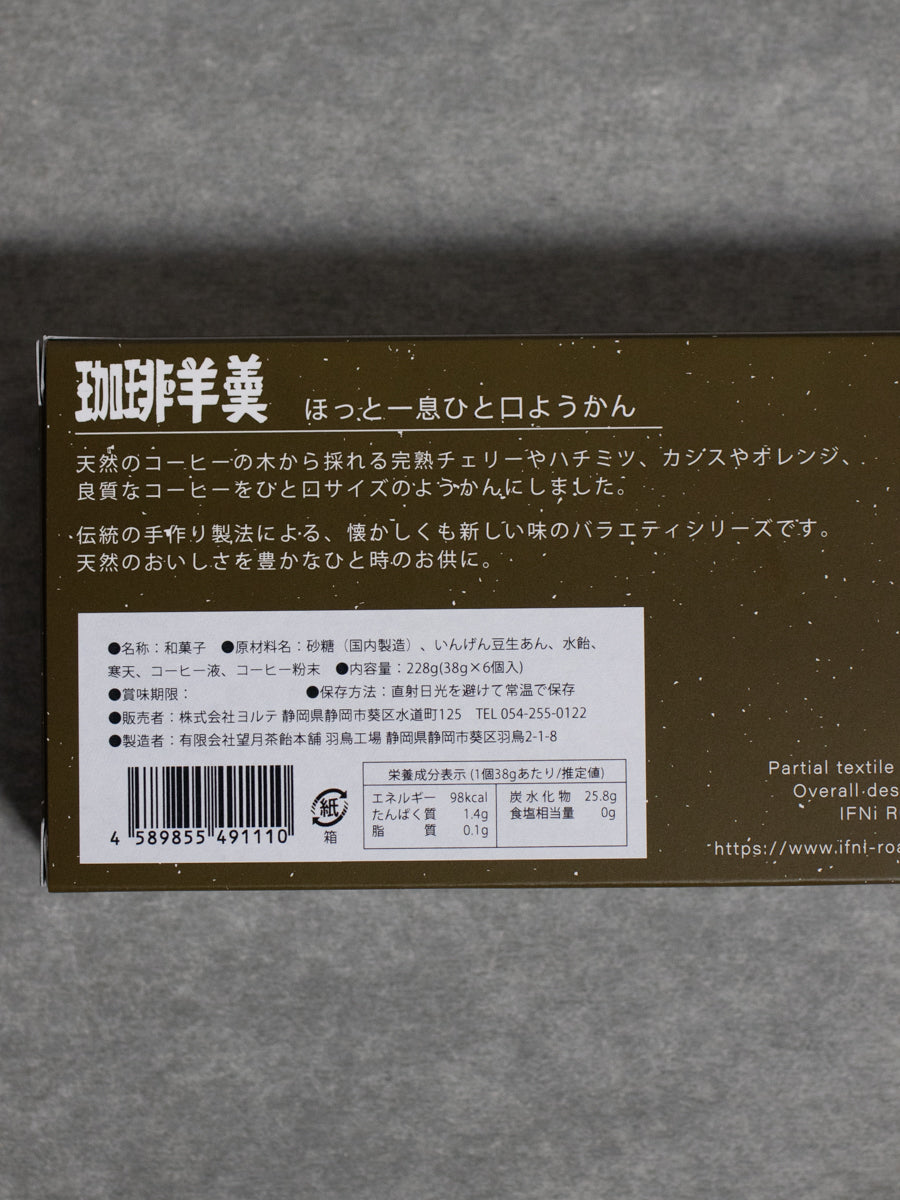 珈琲羊羹
ほっと一息ひと口ようかん
天然のコーヒーの木から採れる完熟チェリーやハチミツ、カシスやオレンジ、
良質なコーヒーをひと口サイズのようかんにしました。
伝統の手作り製法による、懐かしくも新しい味のバラエティシリーズです。
天然のおいしさを豊かなひと時のお供に。
●名称：和菓子　●原材料名：砂糖（国内製造）、いんげん豆生あん、水飴、
寒天、コーヒー液、コーヒー粉末　●内容量：228g(38g×6個入)
●賞味期限：　●保存方法：直射日光を避けて常温で保存
●販売者：株式会社ヨルテ 静岡県静岡市葵区水道町125　TEL 054-255-0122
●製造者：有限会社望月茶飴本舗 羽鳥工場 静岡県静岡市葵区羽鳥2-1-8
4 589855 491110
紙
箱
栄養成分表示 (1個38gあたり/推定値)
エネルギー 98kcal 炭水化物 25.8g
たんぱく質 1.4g 食塩相当量 0g
脂質 0.1g
Partial textile
Overall des
IFNi R
https://www.ifni-roa